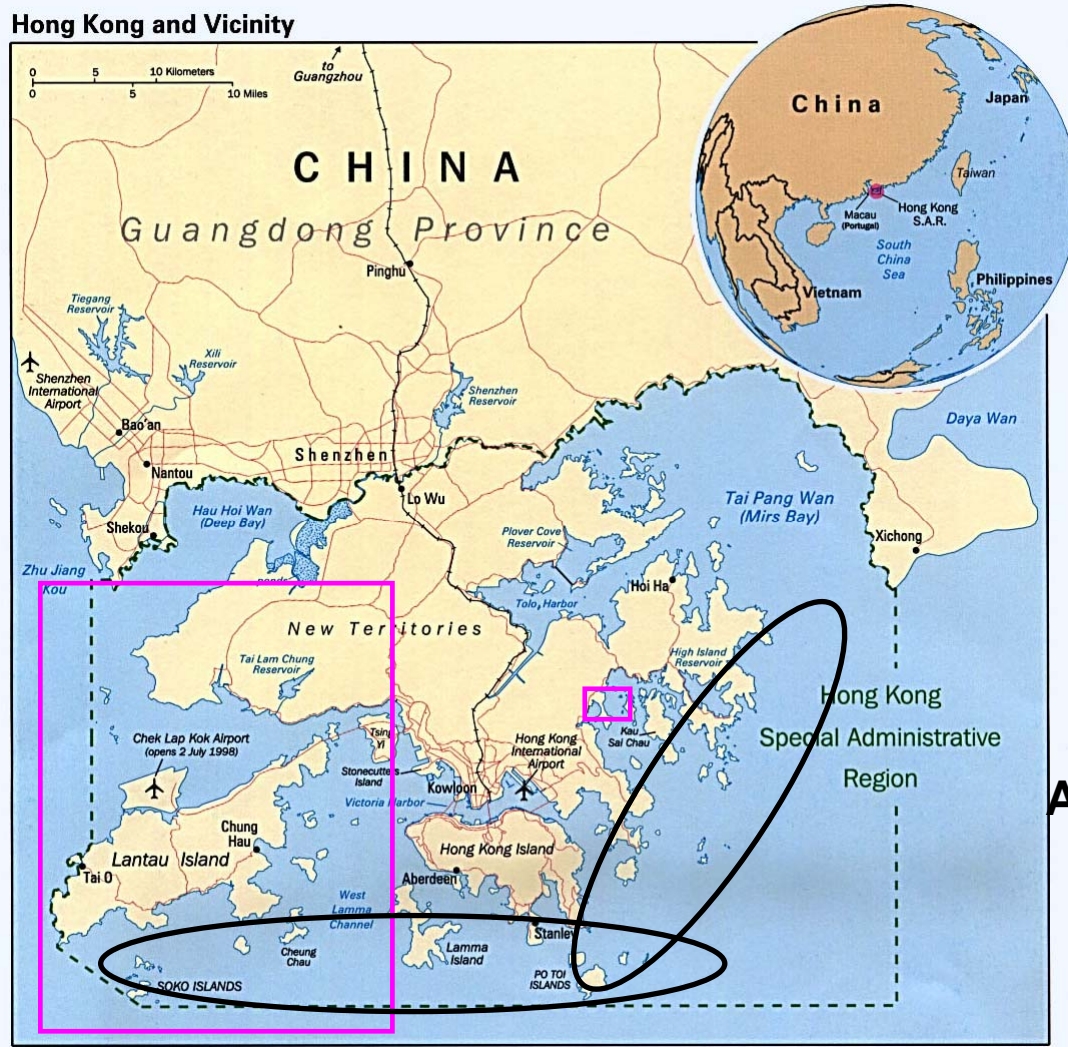 Hong Kong and Vicinity
0 5 10 Kilometers
0 5 10 Miles
to
Guangzhou
CHINA
Guangdong Province
Pinghu
Tiegang
Reservoir
Xili
Reservoir
Shenzhen
International
Airport
Shenzhen
Reservoir
Bao'an
Nantou
Shenzhen
Lo Wu
Shekou
Hau Hoi Wan
(Deep Bay)
Zhu Jiang
Kou
Tai Pang Wan
(Mirs Bay)
Daya Wan
Xichong
Plover Cove
Reservoir
Hoi Ha
Tolo Harbor
New Territories
Tai Lam Chung
Reservoir
High Island
Reservoir
Kau
Sai Chau
Hong Kong
Special Administrative
Region
Chek Lap Kok Airport
(opens 2 July 1998)
Tsing
Yi
Stonecutters
Island
Hong Kong
International
Airport
Kowloon
Victoria Harbor
Chung
Hau
Lantau Island
Tai O
Hong Kong Island
Aberdeen
West
Lamma
Channel
Stanley
Cheung
Chau
Lamma
Island
SOKO ISLANDS
PO TOI
ISLANDS
A
China
Japan
Taiwan
Macau
(Portugal)
Hong Kong
S.A.R.
South
China
Sea
Philippines
Vietnam